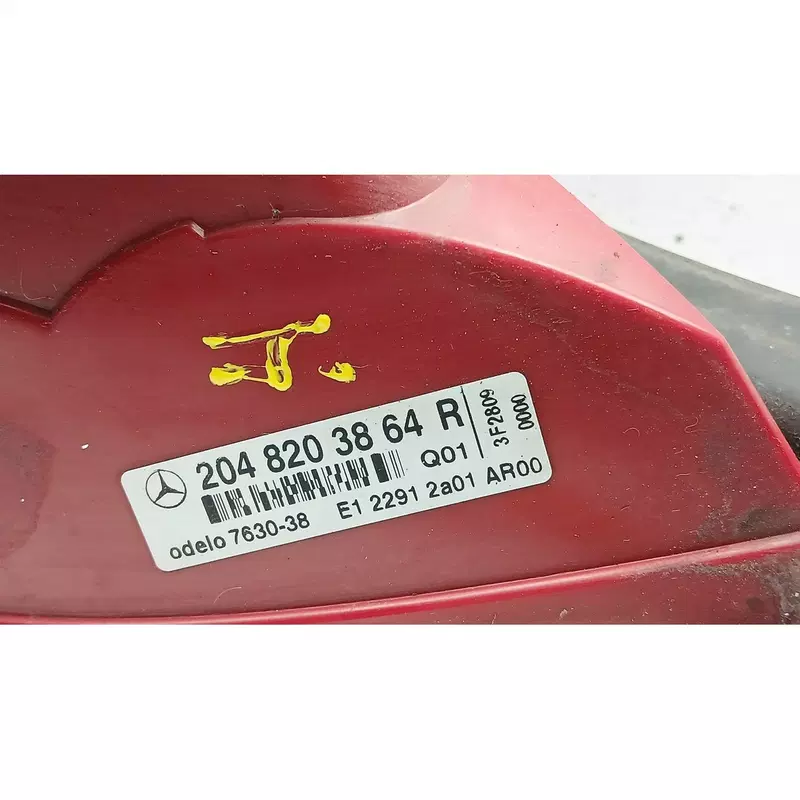 204 820 38 64 R
Q01
odelo 7630-38 E1 2291 2a01 AR00
3F2809
0000